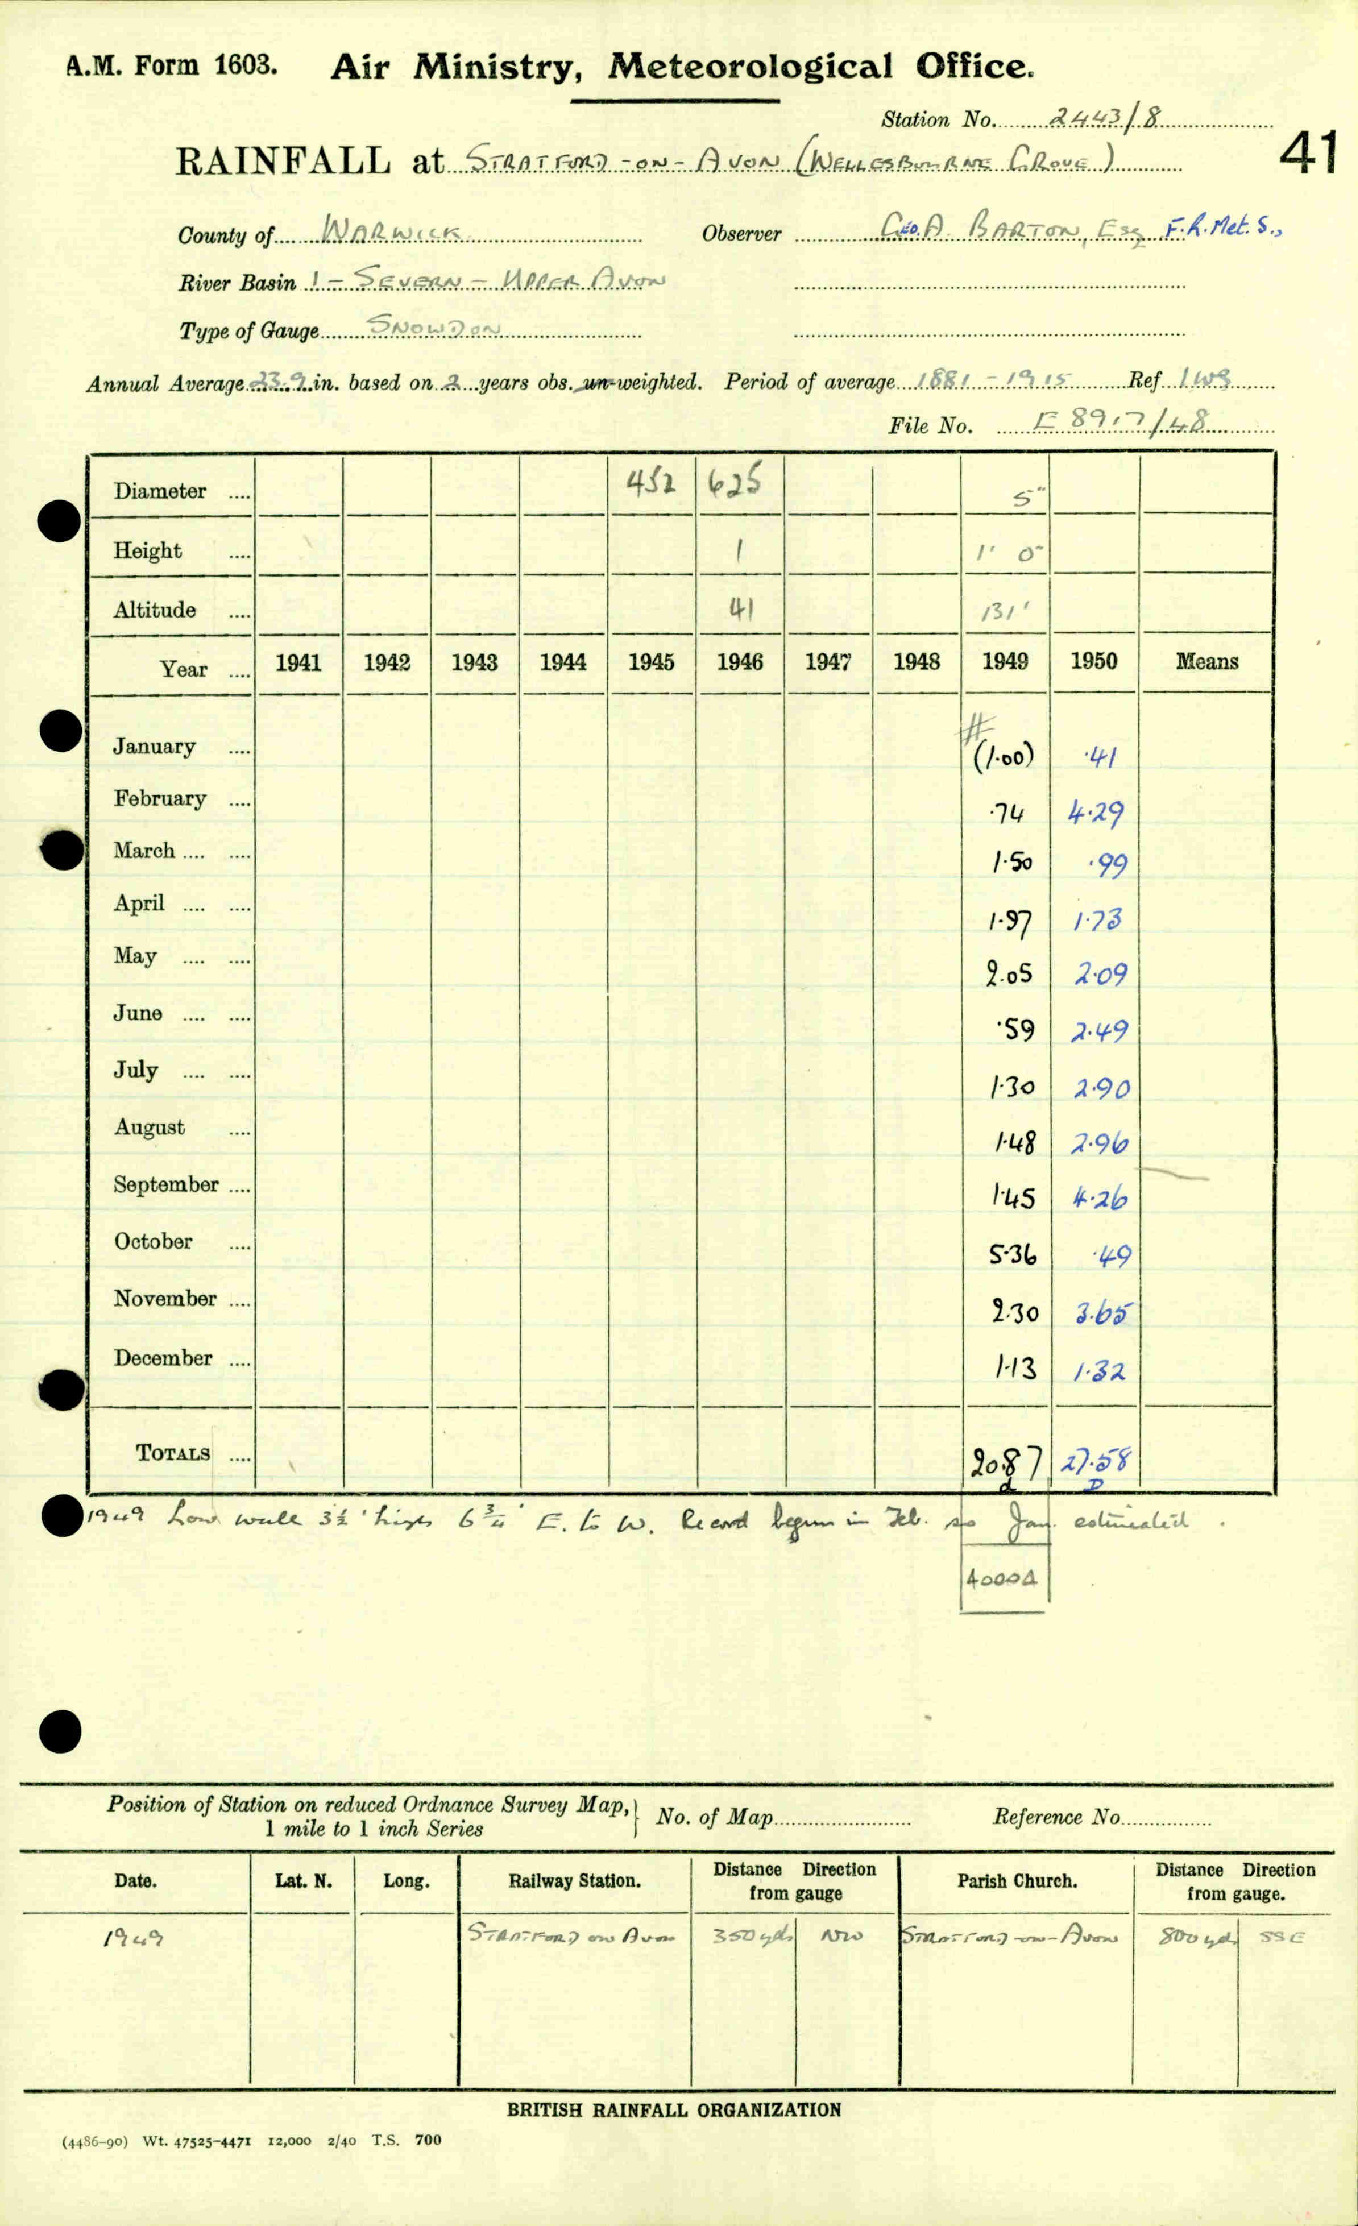 A.M. Form 1603. Air Ministry, Meteorological Office.
Station No. 2443/8
41
RAINFALL at STRATFORD-ON-AVON (WELLESBOURNE GROVE)
County of WARWICK Observer GEO. A. BARTON, Esq F.R.Met.S.,
River Basin 1 - SEVERN - UPPER AVON
Type of Gauge SNOWDON
Annual Average 23.9 in. based on 2 years obs. un-weighted. Period of average 1881-1915 Ref IWS
File No. E 8917/48
Diameter .... 452 625 5"
Height .... 1 1' 0"
Altitude .... 41 131'
Year .... 1941 1942 1943 1944 1945 1946 1947 1948 1949 1950 Means
#
January .... (1.00) .41
February .... .74 4.29
March .... .... 1.50 .99
April .... .... 1.97 1.73
May .... .... 2.05 2.09
June .... .... .59 2.49
July .... .... 1.30 2.90
August .... 1.48 2.96
September .... 1.45 4.26
October .... 5.36 .49
November .... 2.30 3.65
December .... 1.13 1.32
TOTALS .... 20.87 27.58
d D
1949 Low wall 3½' high 6¾' E. to W. Record began in Feb. so Jan. estimated.
4000A
Position of Station on reduced Ordnance Survey Map, } No. of Map Reference No.
1 mile to 1 inch Series
Date. Lat. N. Long. Railway Station. Distance Direction from gauge Parish Church. Distance Direction from gauge.
1949 STRATFORD on AVON 350 yds NW STRATFORD-on-AVON 800 yds SSE
BRITISH RAINFALL ORGANIZATION
(4486-90) Wt. 47525-4471 12,000 2/40 T.S. 700